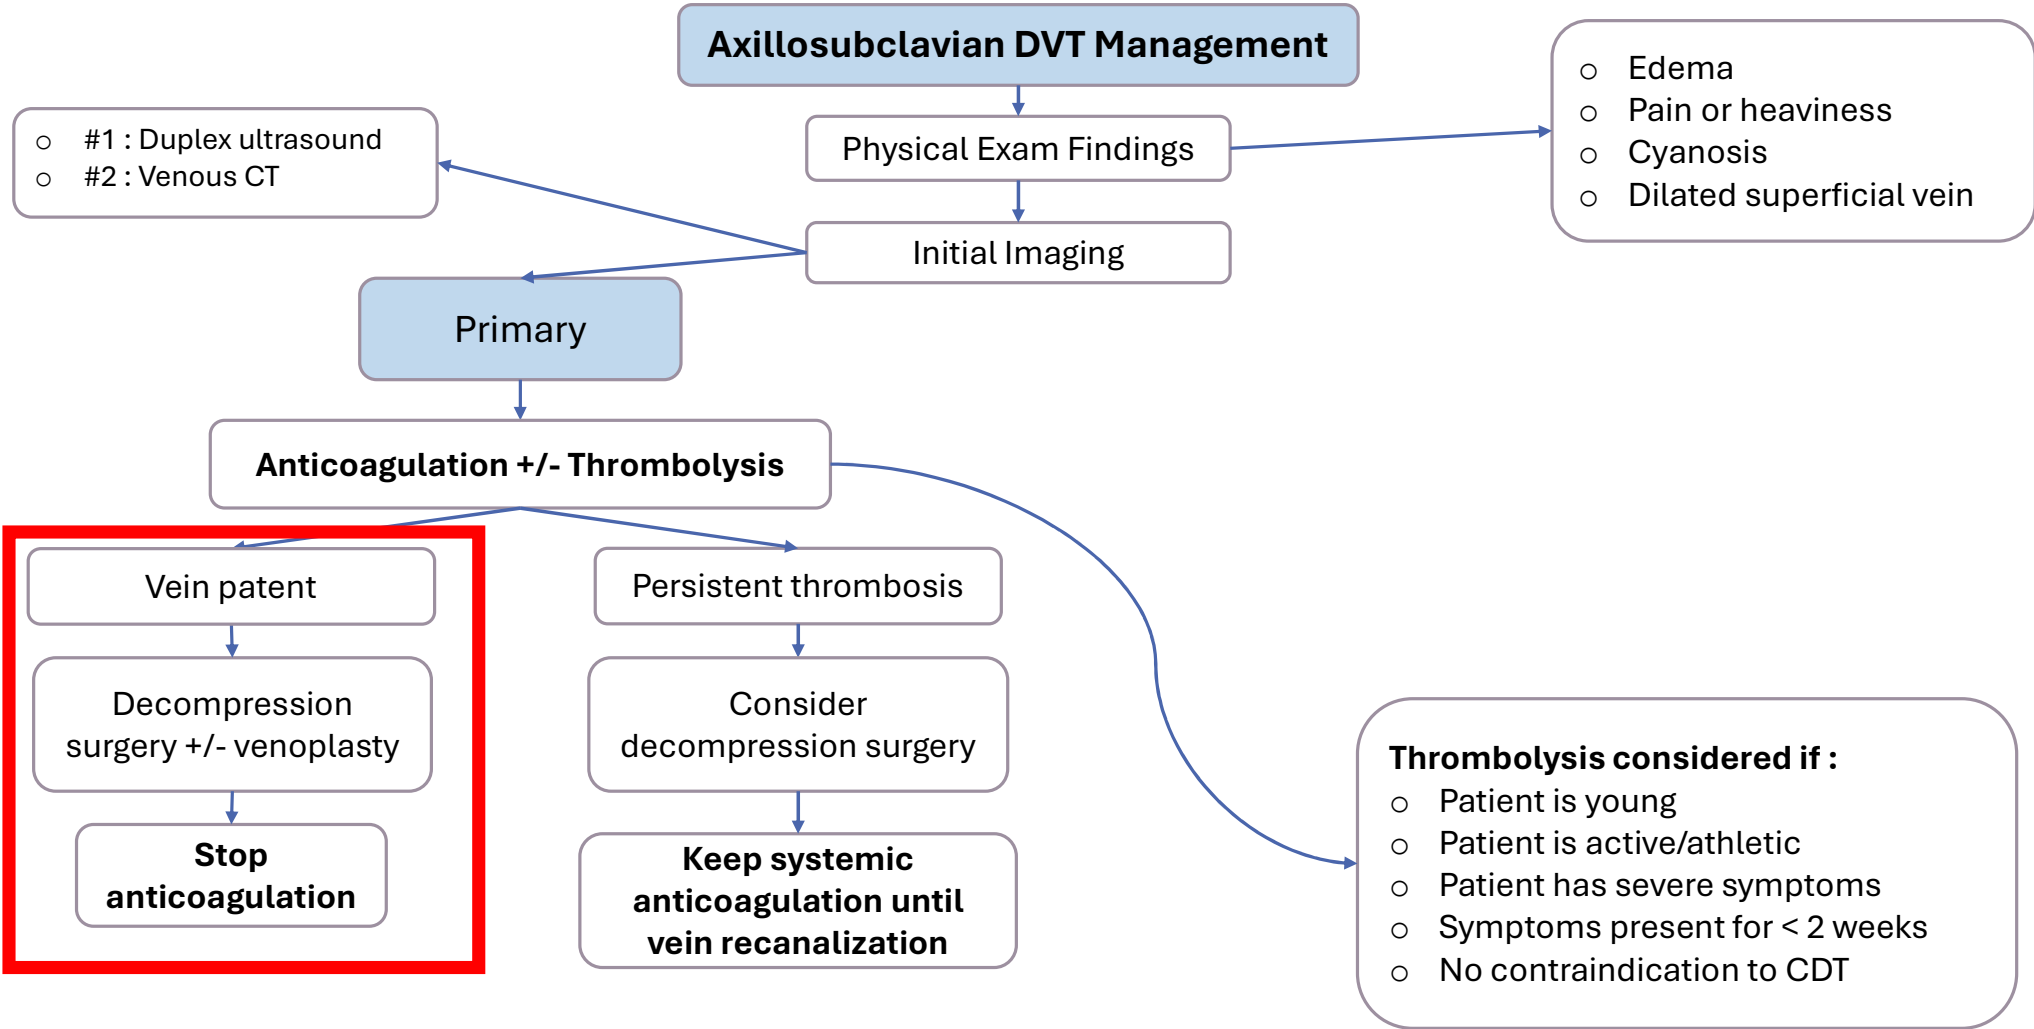 Axillosubclavian DVT Management
Physical Exam Findings
o Edema
o Pain or heaviness
o Cyanosis
o Dilated superficial vein
Initial Imaging
o #1 : Duplex ultrasound
o #2 : Venous CT
Primary
Anticoagulation +/- Thrombolysis
Vein patent
Decompression
surgery +/- venoplasty
Stop
anticoagulation
Persistent thrombosis
Consider
decompression surgery
Keep systemic
anticoagulation until
vein recanalization
Thrombolysis considered if :
o Patient is young
o Patient is active/athletic
o Patient has severe symptoms
o Symptoms present for < 2 weeks
o No contraindication to CDT